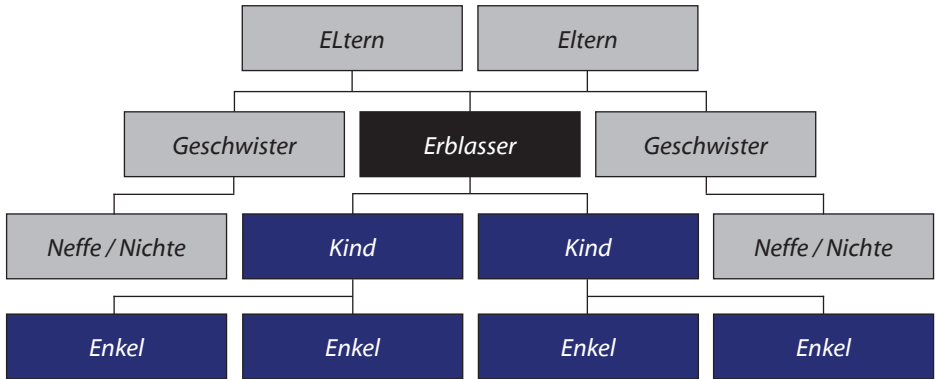 ELtern
Eltern
Geschwister
Erblasser
Geschwister
Neffe / Nichte
Kind
Kind
Neffe / Nichte
Enkel
Enkel
Enkel
Enkel